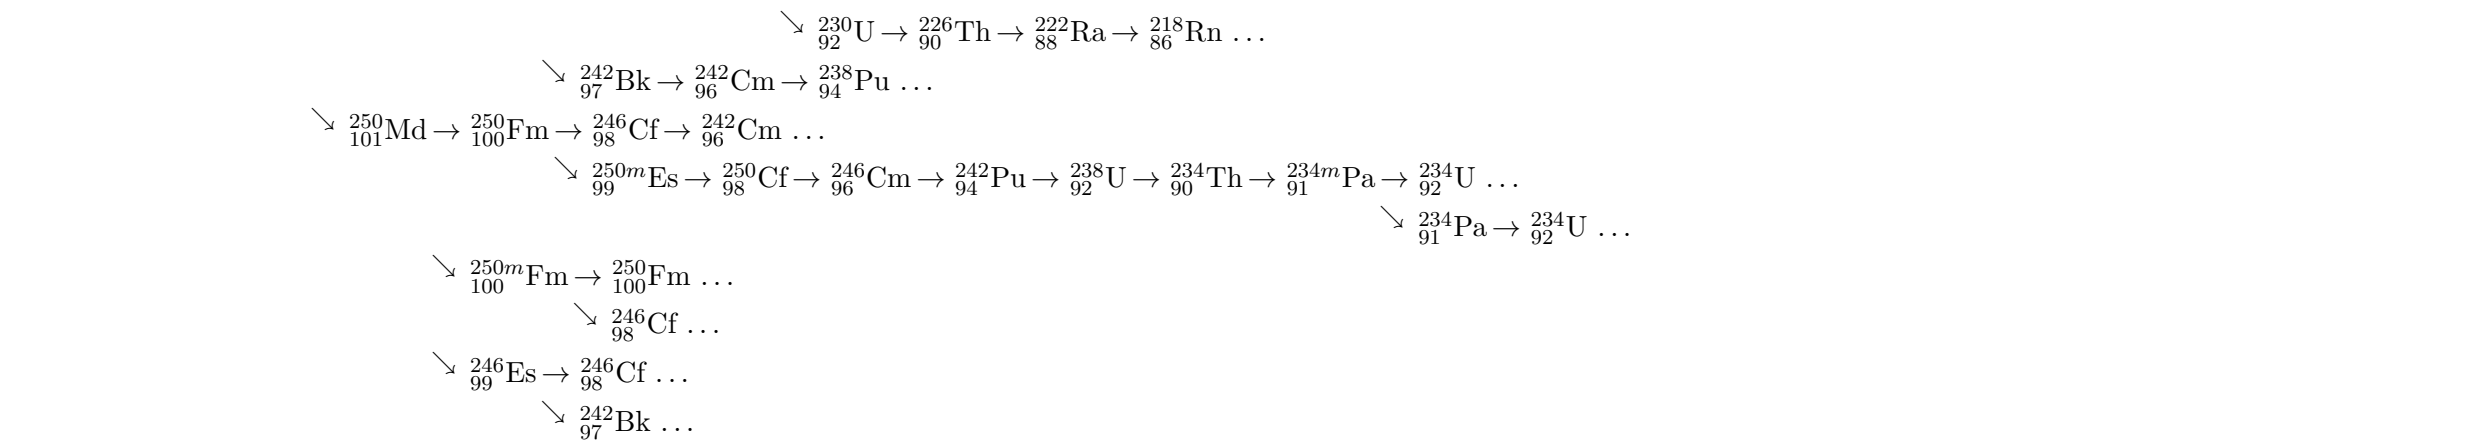 ↘ ²³⁰₉₂U → ²²⁶₉₀Th → ²²²₈₈Ra → ²¹⁸₈₆Rn …
↘ ²⁴²₉₇Bk → ²⁴²₉₆Cm → ²³⁸₉₄Pu …
↘ ²⁵⁰₁₀₁Md → ²⁵⁰₁₀₀Fm → ²⁴⁶₉₈Cf → ²⁴²₉₆Cm …
↘ ²⁵⁰ᵐ₉₉Es → ²⁵⁰₉₈Cf → ²⁴⁶₉₆Cm → ²⁴²₉₄Pu → ²³⁸₉₂U → ²³⁴₉₀Th → ²³⁴ᵐ₉₁Pa → ²³⁴₉₂U …
↘ ²³⁴₉₁Pa → ²³⁴₉₂U …
↘ ²⁵⁰ᵐ₁₀₀Fm → ²⁵⁰₁₀₀Fm …
↘ ²⁴⁶₉₈Cf …
↘ ²⁴⁶₉₉Es → ²⁴⁶₉₈Cf …
↘ ²⁴²₉₇Bk …